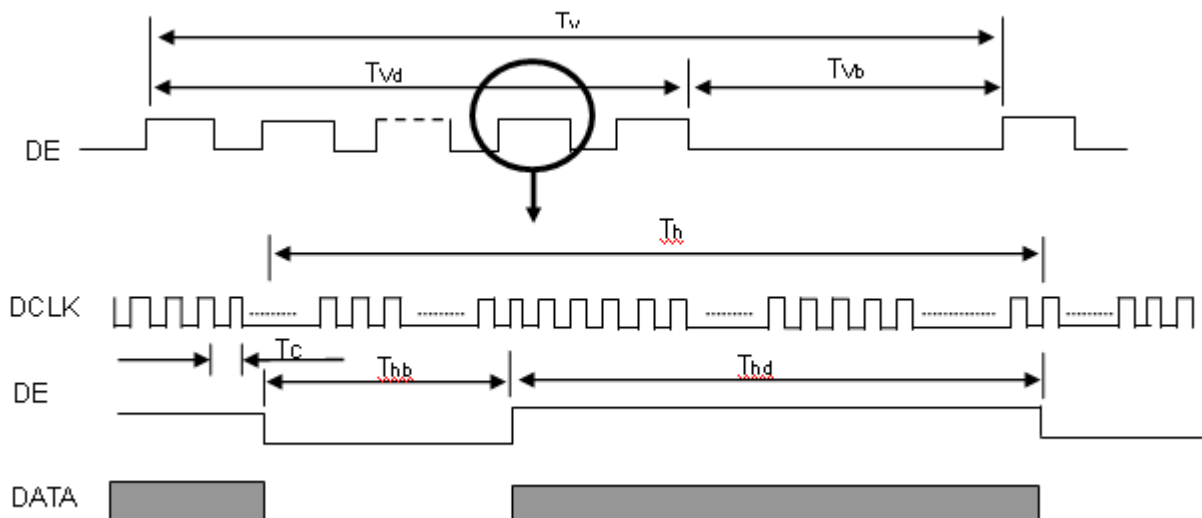 Tv
TVd
TVb
DE
Th
DCLK
Tc
Thb
Thd
DE
DATA